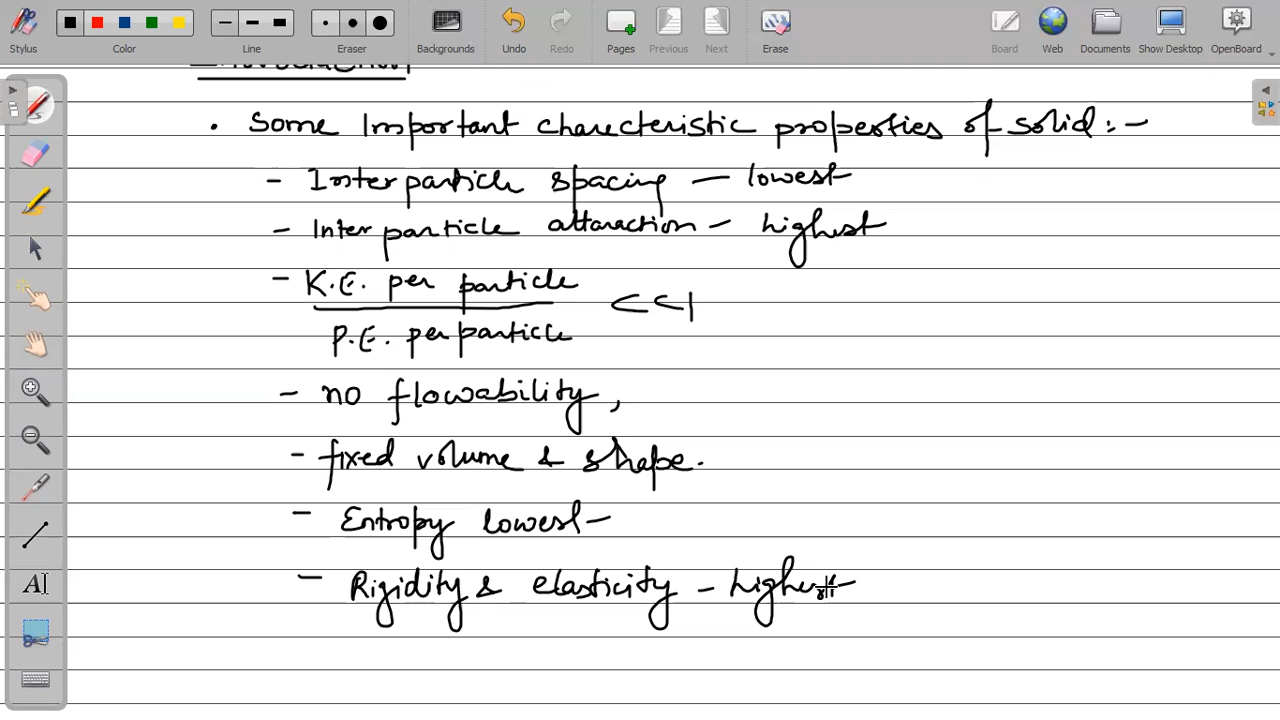 Stylus
Color
Line
Eraser
Backgrounds
Undo
Redo
Pages
Previous
Next
Erase
Board
Web
Documents
Show Desktop
OpenBoard
• Some Important characteristic properties of solid:-
- Interparticle spacing — lowest
- Inter particle attaraction - highest
- K.E. per particle
P.E. per particle
<<1
- no flowability,
- fixed volume & shape.
- Entropy lowest-
- Rigidity & elasticity - highest